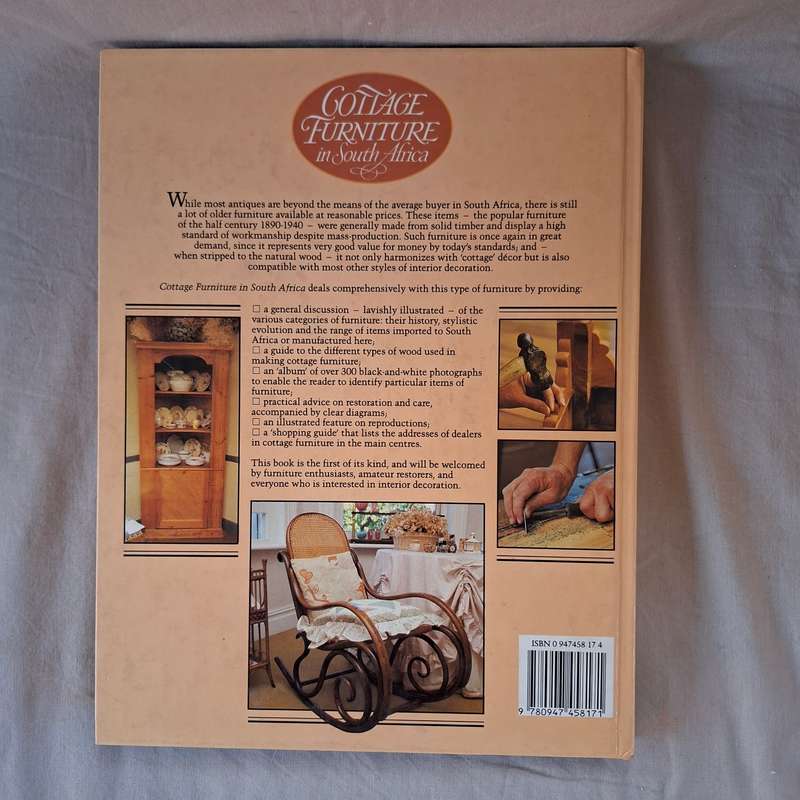 COTTAGE
FURNITURE
in South Africa
While most antiques are beyond the means of the average buyer in South Africa, there is still
a lot of older furniture available at reasonable prices. These items – the popular furniture
of the half century 1890-1940 – were generally made from solid timber and display a high
standard of workmanship despite mass-production. Such furniture is once again in great
demand, since it represents very good value for money by today's standards; and –
when stripped to the natural wood – it not only harmonizes with 'cottage' décor but is also
compatible with most other styles of interior decoration.
Cottage Furniture in South Africa deals comprehensively with this type of furniture by providing:
☐ a general discussion – lavishly illustrated – of the
various categories of furniture: their history, stylistic
evolution and the range of items imported to South
Africa or manufactured here;
☐ a guide to the different types of wood used in
making cottage furniture;
☐ an 'album' of over 300 black-and-white photographs
to enable the reader to identify particular items of
furniture;
☐ practical advice on restoration and care,
accompanied by clear diagrams;
☐ an illustrated feature on reproductions;
☐ a 'shopping guide' that lists the addresses of dealers
in cottage furniture in the main centres.
This book is the first of its kind, and will be welcomed
by furniture enthusiasts, amateur restorers, and
everyone who is interested in interior decoration.
ISBN 0 947458 17 4
9 780947 458171